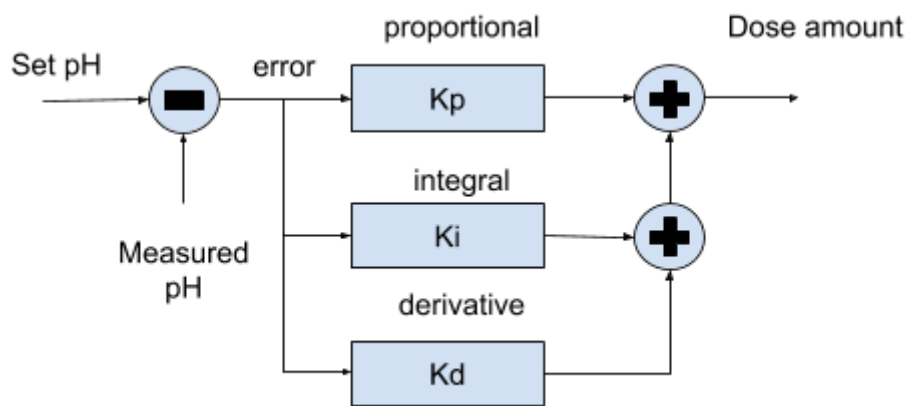 proportional
Dose amount
Set pH
error
Kp
integral
Ki
Measured
pH
derivative
Kd